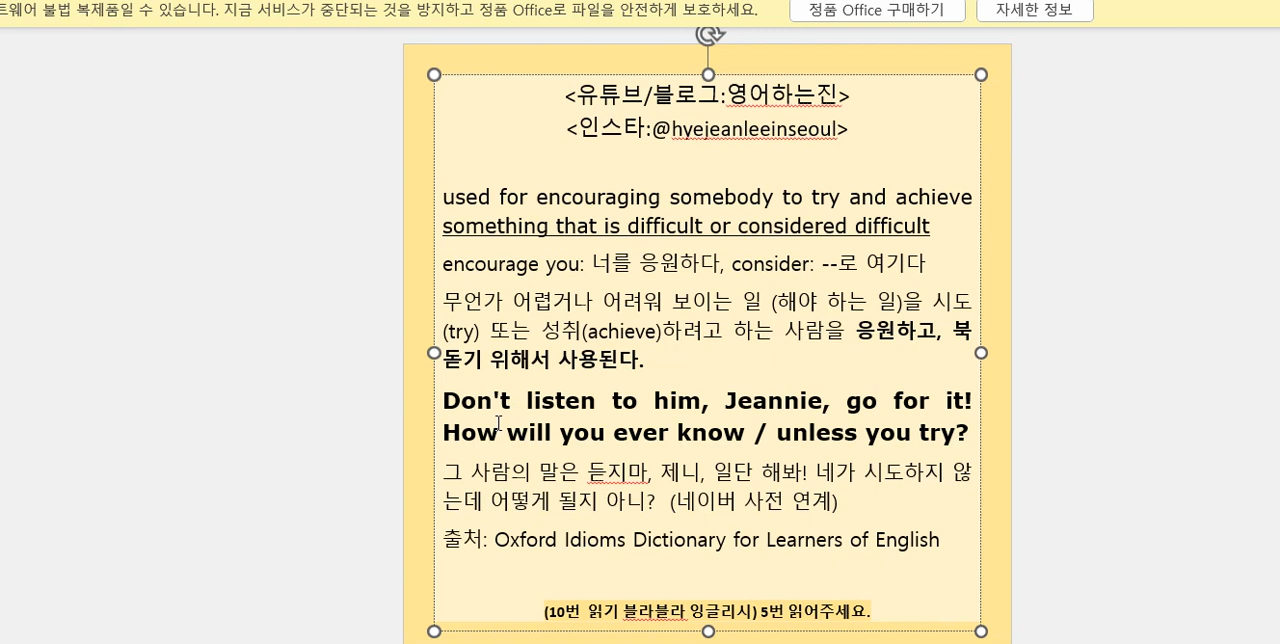 트웨어 불법 복제품일 수 있습니다. 지금 서비스가 중단되는 것을 방지하고 정품 Office로 파일을 안전하게 보호하세요. 정품 Office 구매하기 자세한 정보
<유튜브/블로그:영어하는진>
<인스타:@hyejeanleeinseoul>
used for encouraging somebody to try and achieve
something that is difficult or considered difficult
encourage you: 너를 응원하다, consider: --로 여기다
무언가 어렵거나 어려워 보이는 일 (해야 하는 일)을 시도
(try) 또는 성취(achieve)하려고 하는 사람을 응원하고, 북
돋기 위해서 사용된다.
Don't listen to him, Jeannie, go for it!
How will you ever know / unless you try?
그 사람의 말은 듣지마, 제니, 일단 해봐! 네가 시도하지 않
는데 어떻게 될지 아니? (네이버 사전 연계)
출처: Oxford Idioms Dictionary for Learners of English
(10번 읽기 블라블라 잉글리시) 5번 읽어주세요.